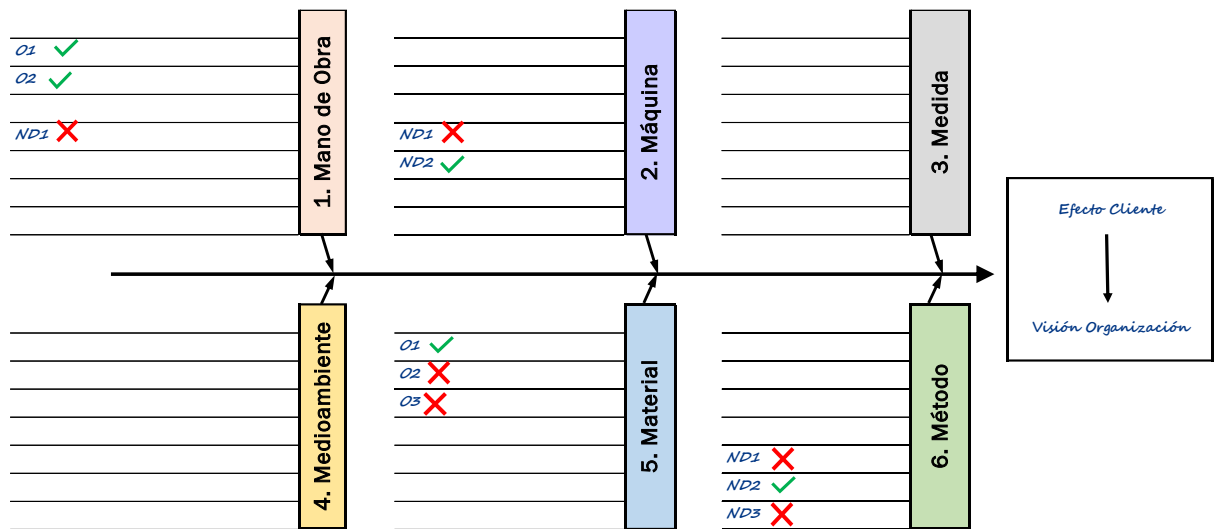 O1
O2
ND1
1. Mano de Obra
ND1
ND2
2. Máquina
3. Medida
Efecto Cliente
Visión Organización
4. Medioambiente
O1
O2
O3
5. Material
ND1
ND2
ND3
6. Método